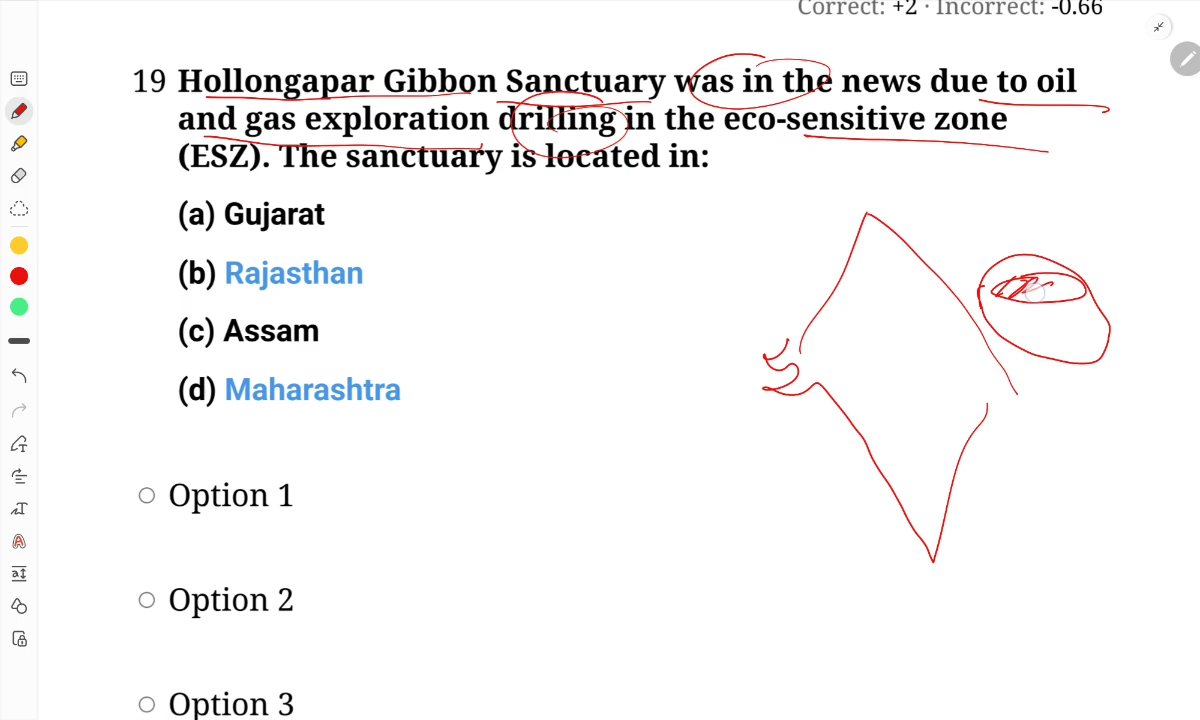 Correct: +2 · Incorrect: -0.66
19 Hollongapar Gibbon Sanctuary was in the news due to oil
and gas exploration drilling in the eco-sensitive zone
(ESZ). The sanctuary is located in:
(a) Gujarat
(b) Rajasthan
(c) Assam
(d) Maharashtra
Option 1
Option 2
Option 3